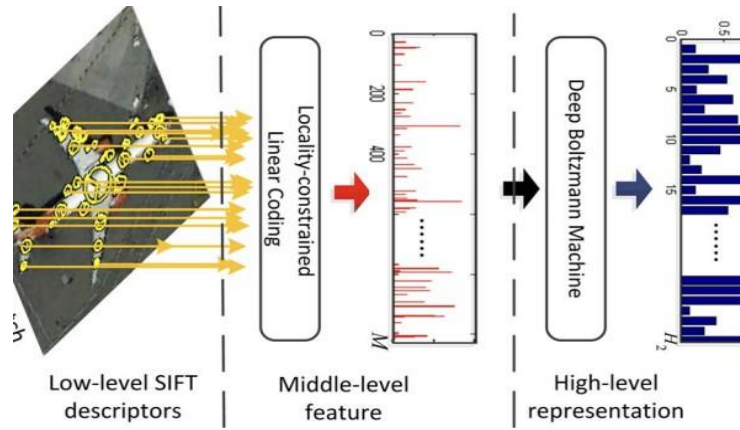 0
200
400
M
Locality-constrained
Linear Coding
Deep Boltzmann Machine
0
0.5
0
5
10
15
H2
Low-level SIFT
descriptors
Middle-level
feature
High-level
representation